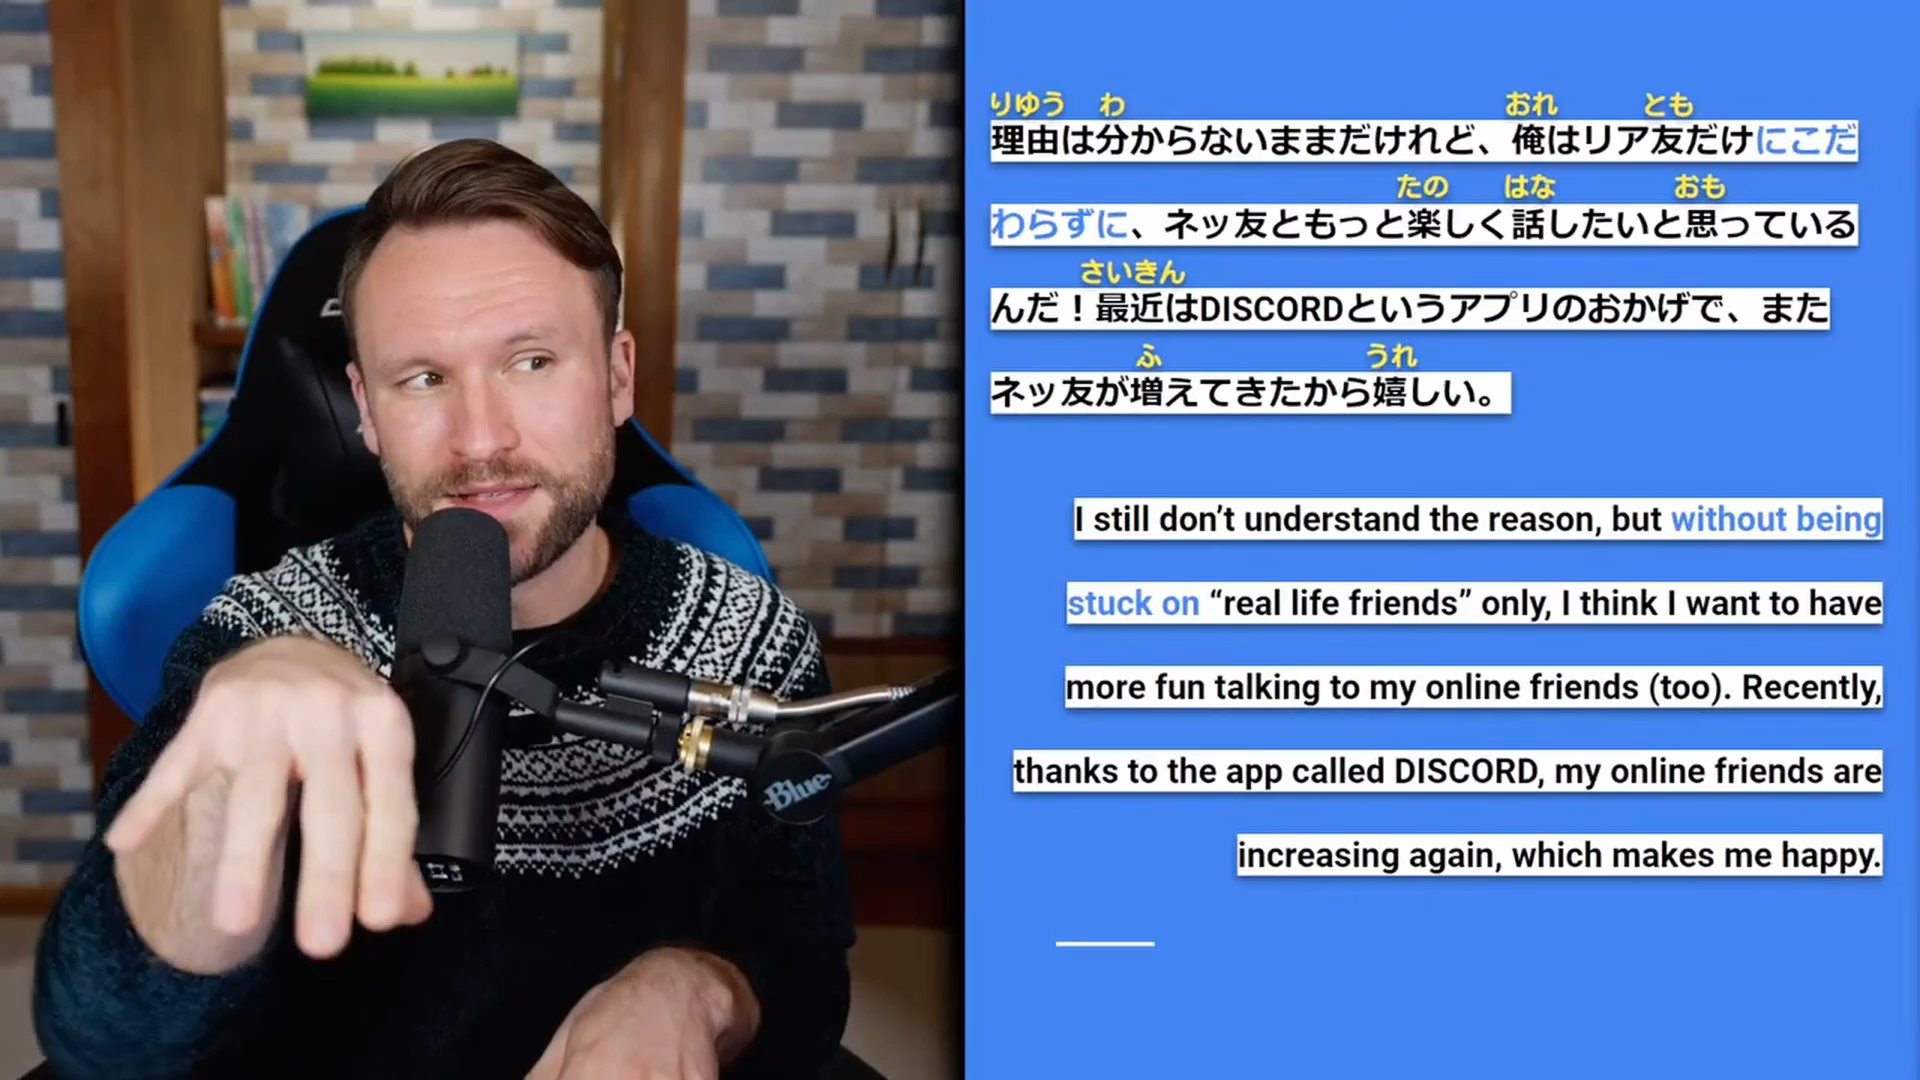 りゆう わ おれ とも
理由は分からないままだけれど、俺はリア友だけにこだ
たの はな おも
わらずに、ネッ友ともっと楽しく話したいと思っている
さいきん
んだ！最近はDISCORDというアプリのおかげで、また
ふ うれ
ネッ友が増えてきたから嬉しい。
I still don’t understand the reason, but without being
stuck on “real life friends” only, I think I want to have
more fun talking to my online friends (too). Recently,
thanks to the app called DISCORD, my online friends are
increasing again, which makes me happy.
Blue